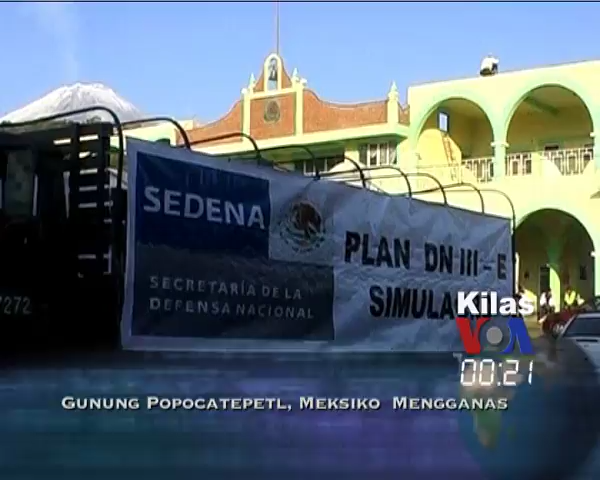 SEDENA
SECRETARÍA DE LA
DEFENSA NACIONAL
PLAN DN-III-E
7272
Kilas
VOA
00:21
GUNUNG POPOCATEPETL, MEKSIKO MENGGANAS